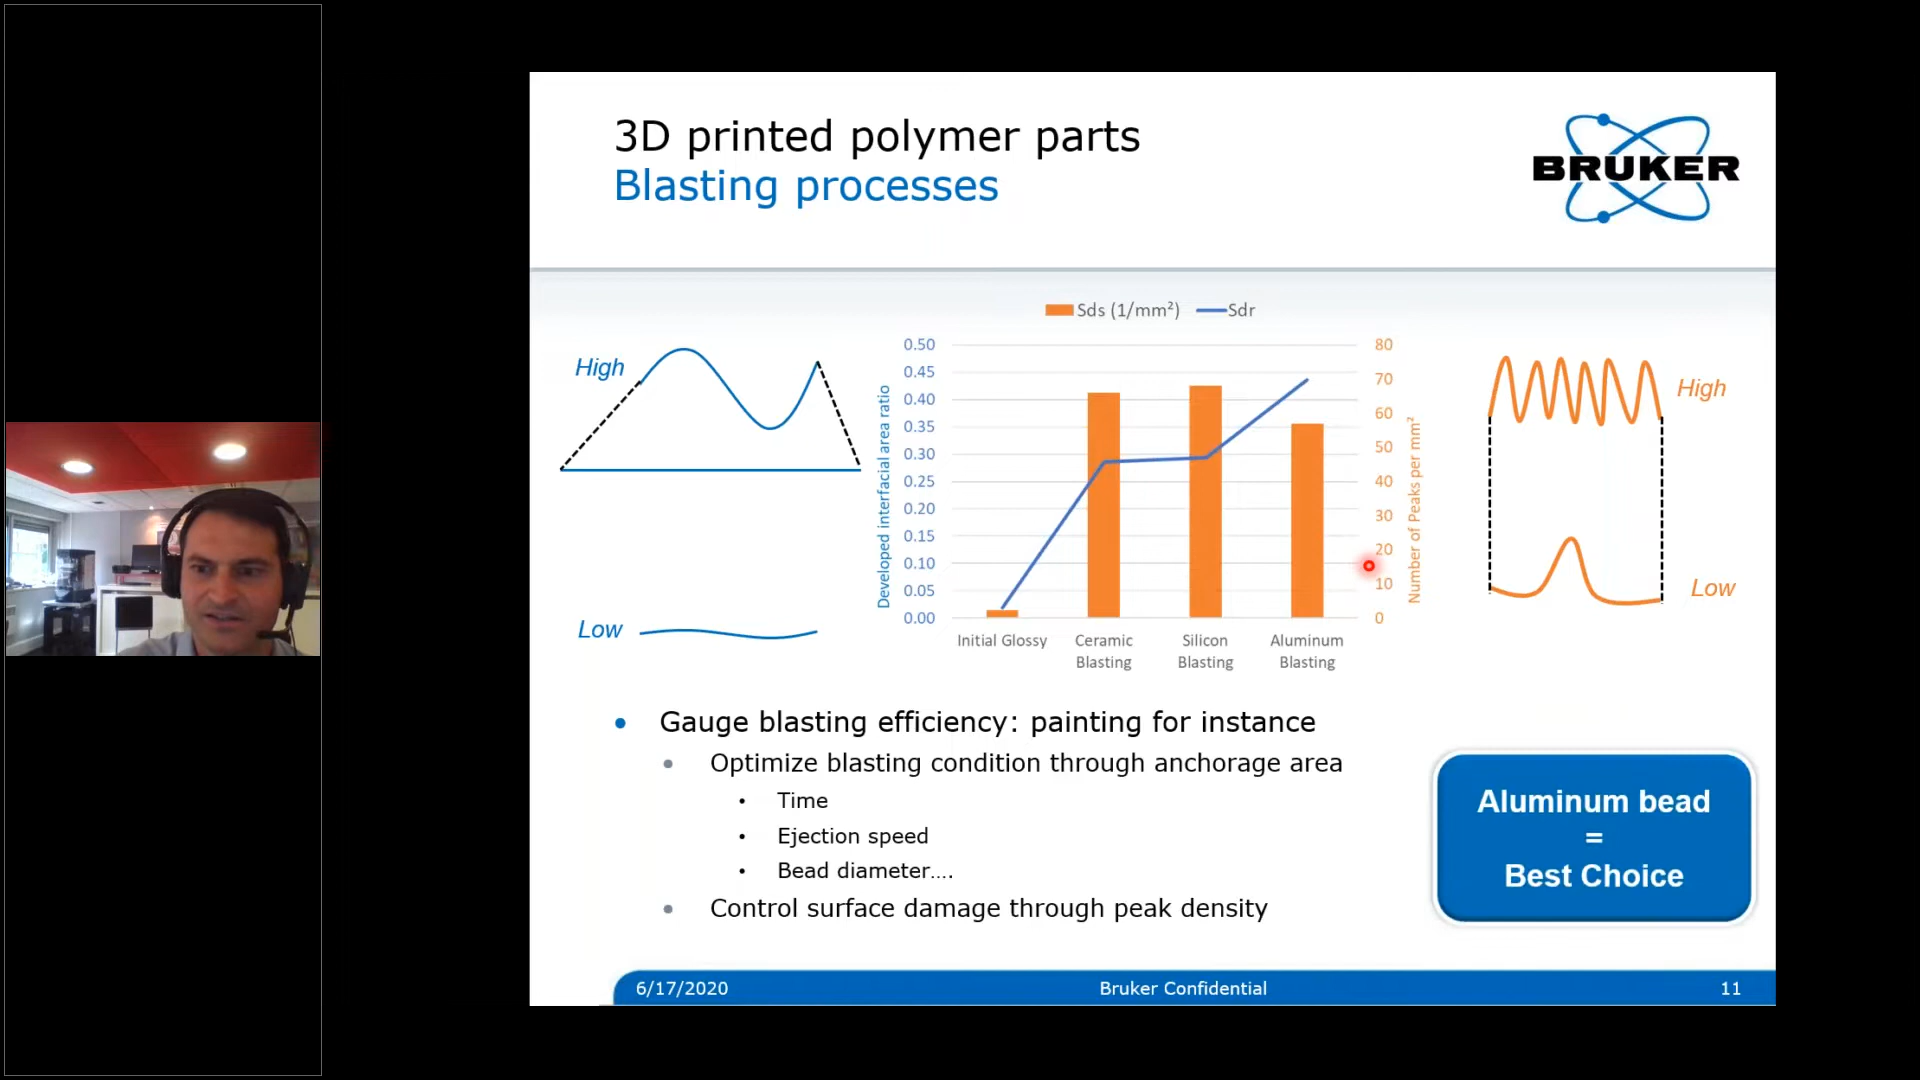 3D printed polymer parts
Blasting processes
BRUKER
Sds (1/mm²)
Sdr
High
Low
Developed interfacial area ratio
0.50
0.45
0.40
0.35
0.30
0.25
0.20
0.15
0.10
0.05
0.00
80
70
60
50
40
30
20
10
0
Number of Peaks per mm²
Initial Glossy
Ceramic
Blasting
Silicon
Blasting
Aluminum
Blasting
High
Low
• Gauge blasting efficiency: painting for instance
• Optimize blasting condition through anchorage area
• Time
• Ejection speed
• Bead diameter....
• Control surface damage through peak density
Aluminum bead
=
Best Choice
6/17/2020
Bruker Confidential
11